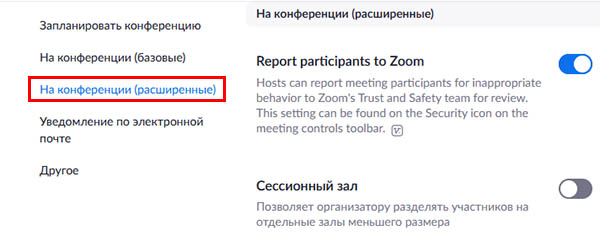 Запланировать конференцию
На конференции (базовые)
На конференции (расширенные)
Уведомление по электронной
почте
Другое
На конференции (расширенные)
Report participants to Zoom
Hosts can report meeting participants for inappropriate
behavior to Zoom's Trust and Safety team for review.
This setting can be found on the Security icon on the
meeting controls toolbar.
Сессионный зал
Позволяет организатору разделять участников на
отдельные залы меньшего размера